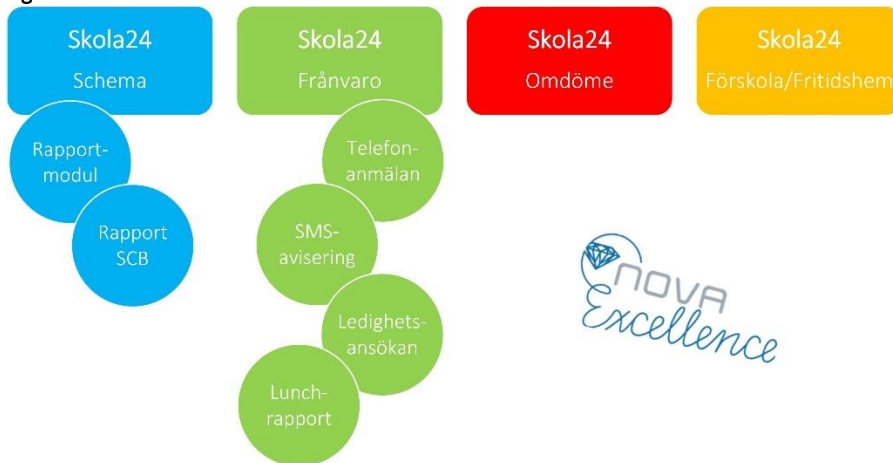 Skola24
Schema
Skola24
Frånvaro
Skola24
Omdöme
Skola24
Förskola/Fritidshem
Rapport-
modul
Rapport
SCB
Telefon-
anmälan
SMS-
avisering
Ledighets-
ansökan
Lunch-
rapport
nova
Excellence